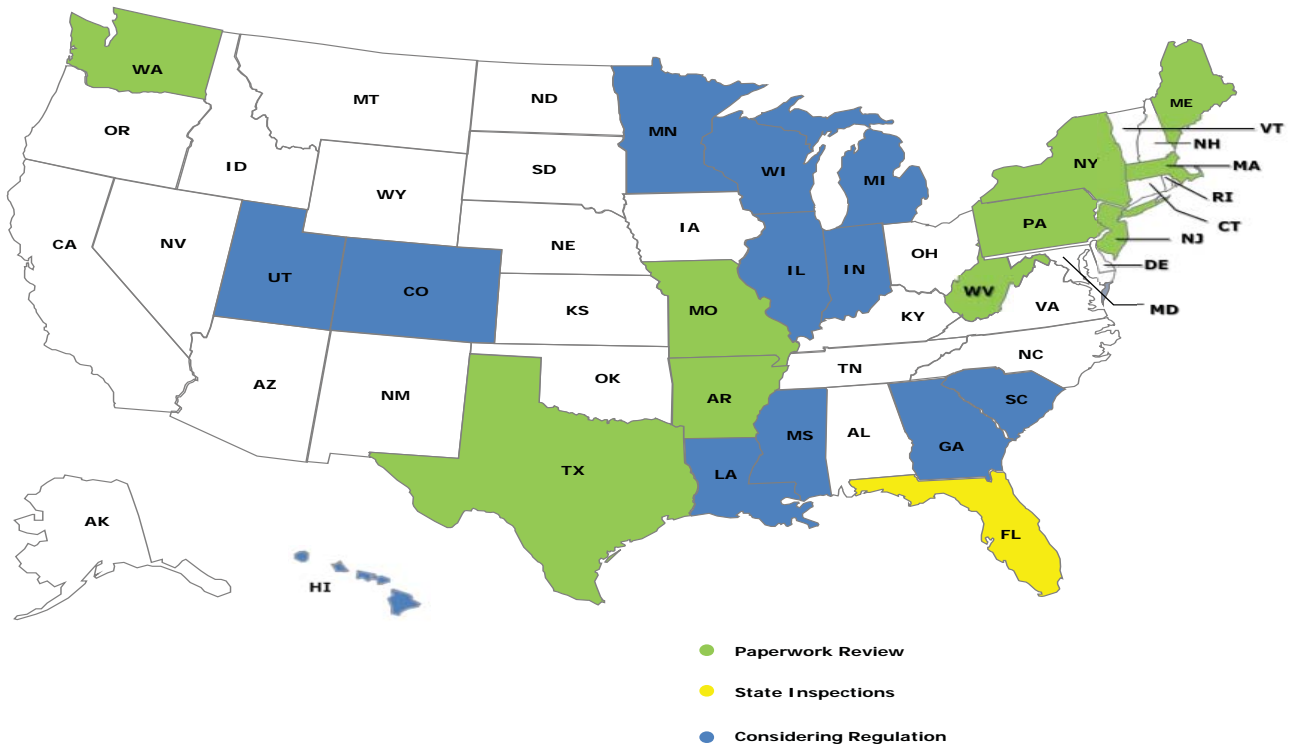 WA
MT
ND
MN
OR
ID
SD
WI
MI
NY
ME
VT
NH
MA
RI
CT
WY
IA
NE
PA
NJ
CA
NV
UT
CO
IL
IN
OH
DE
WV
MD
VA
KS
MO
KY
NC
AZ
NM
OK
TN
AR
SC
MS
AL
GA
TX
LA
AK
FL
HI
Paperwork Review
State Inspections
Considering Regulation